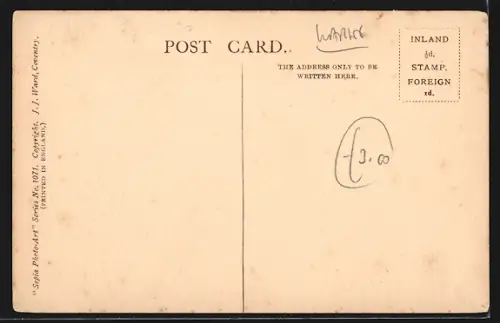 POST CARD.
THE ADDRESS ONLY TO BE
WRITTEN HERE.
INLAND
½d.
STAMP.
FOREIGN
1d.
"Sepia Photo-Art" Series No. 1071. Copyright. J. J. Ward, Coventry.
(PRINTED IN ENGLAND.)
3.00